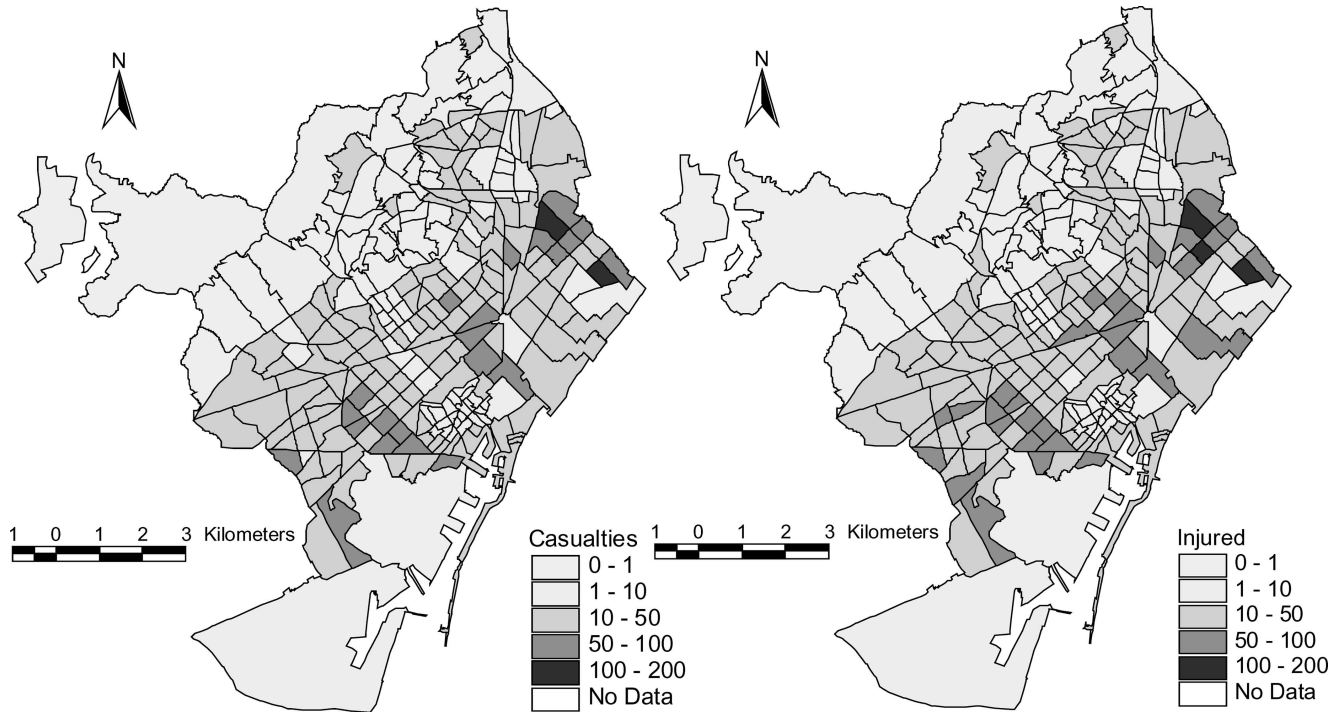 N
N
1 0 1 2 3 Kilometers
1 0 1 2 3 Kilometers
Casualties
0 - 1
1 - 10
10 - 50
50 - 100
100 - 200
No Data
Injured
0 - 1
1 - 10
10 - 50
50 - 100
100 - 200
No Data